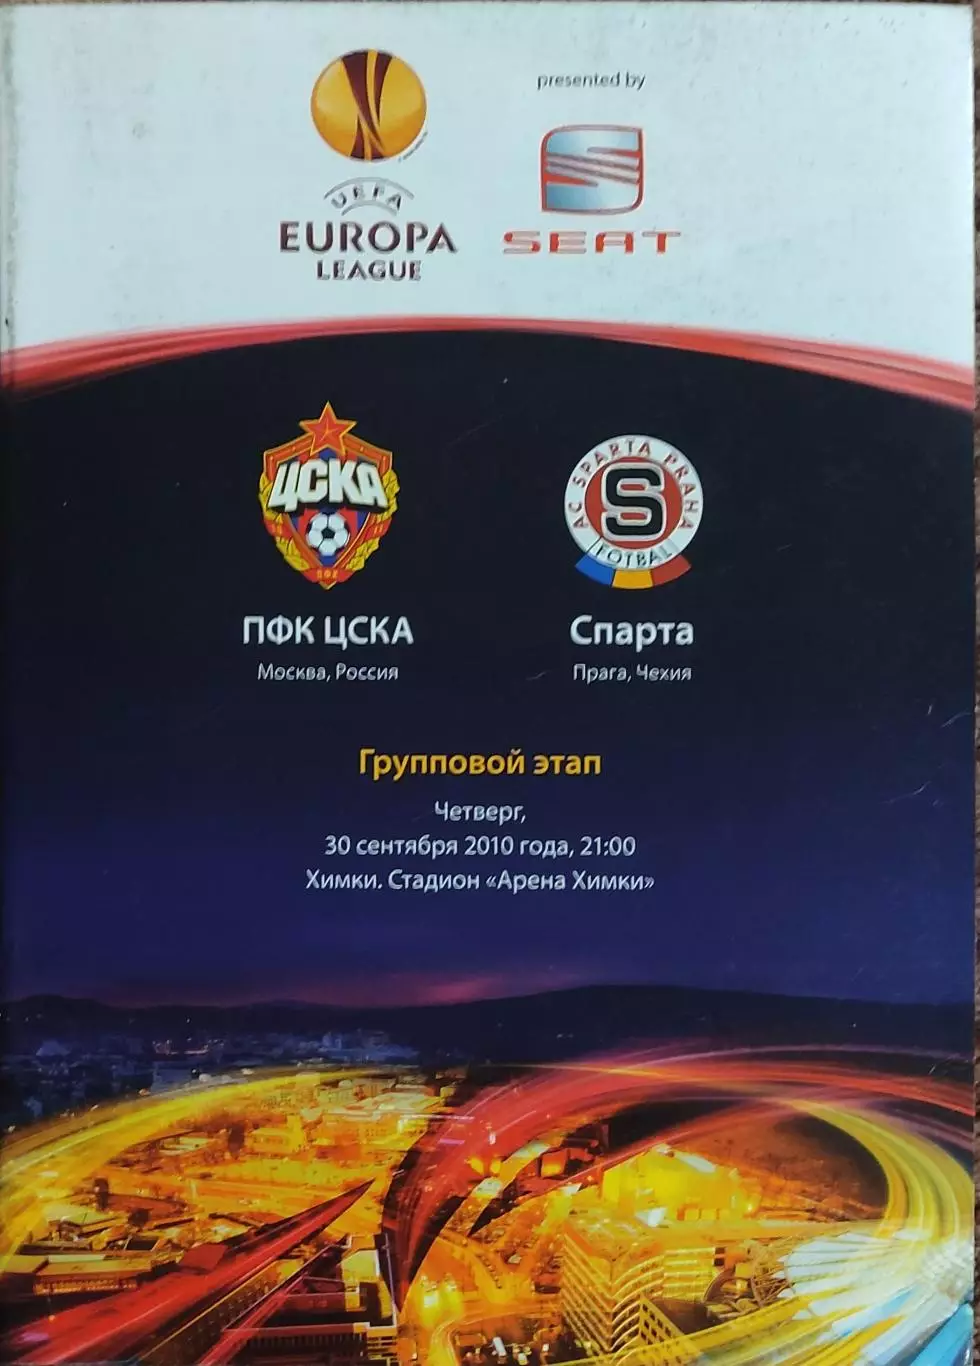 presented by
UEFA
EUROPA
LEAGUE
SEAT
ЦСКА
ПФК
AC SPARTA PRAHA
S
FOTBAL
ПФК ЦСКА
Москва, Россия
Спарта
Прага, Чехия
Групповой этап
Четверг,
30 сентября 2010 года, 21:00
Химки. Стадион «Арена Химки»